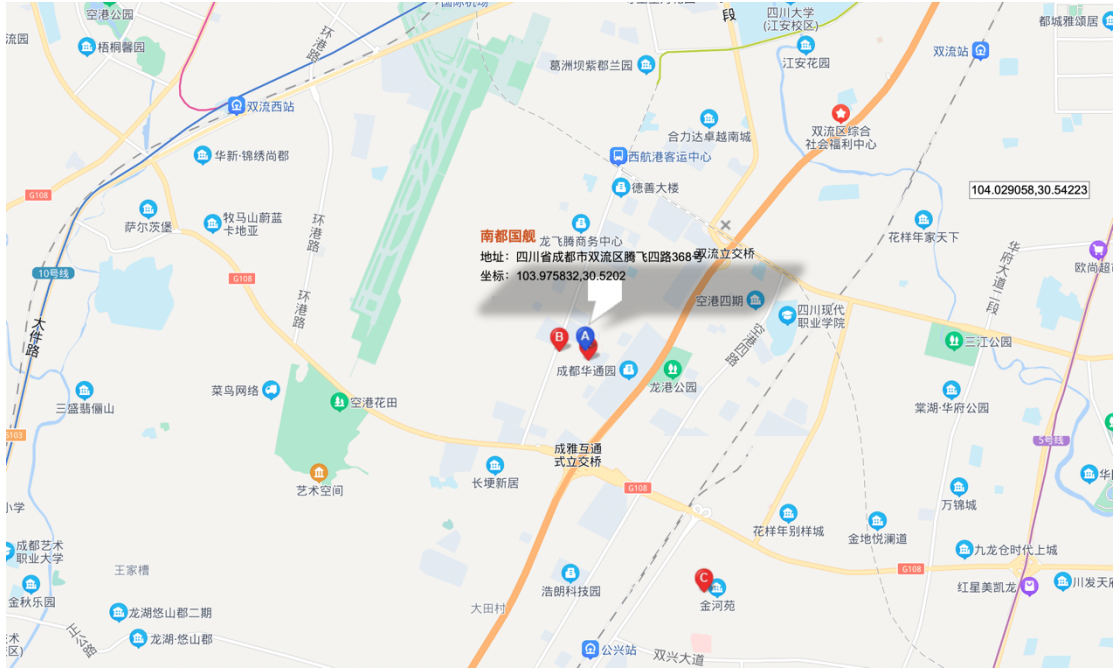 空港公园
国际机场
段
四川大学
(江安校区)
都城雅颂居
流花园
梧桐馨园
环港路
葛洲坝紫郡兰园
江安花园
双流站
双流西站
合力达卓越南城
双流区综合
社会福利中心
华新·锦绣尚郡
西航港客运中心
104.029058,30.54223
G108
德善大楼
萨尔茨堡
牧马山蔚蓝
卡地亚
环港路
南都国舰
龙飞腾商务中心
花样年家天下
地址：四川省成都市双流区腾飞四路368号
双流立交桥
华府大道二段
欧尚超市
10号线
G108
坐标：103.975832,30.5202
环港路
空港四期
四川现代
职业学院
大件路
B
A
空港四路
三江公园
成都华通园
龙港公园
菜鸟网络
空港花田
三盛翡俪山
棠湖·华府公园
G103
成雅互通
式立交桥
5号线
艺术空间
长埂新居
G108
万锦城
小学
花样年别样城
金地悦澜道
成都艺术
职业大学
王家槽
九龙仓时代上城
G108
浩朗科技园
C
金河苑
红星美凯龙
川发天府
金秋乐园
龙湖悠山郡二期
大田村
正公路
龙湖·悠山郡
公兴站
双兴大道